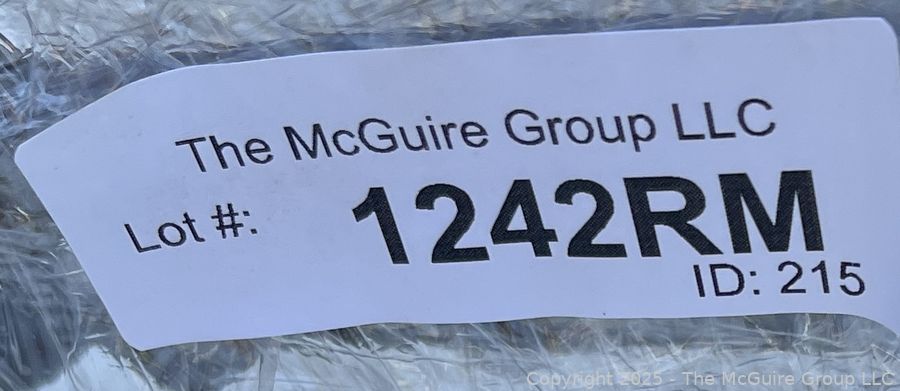 The McGuire Group LLC
Lot #: 1242RM
ID: 215
Copyright 2025 - The McGuire Group LLC